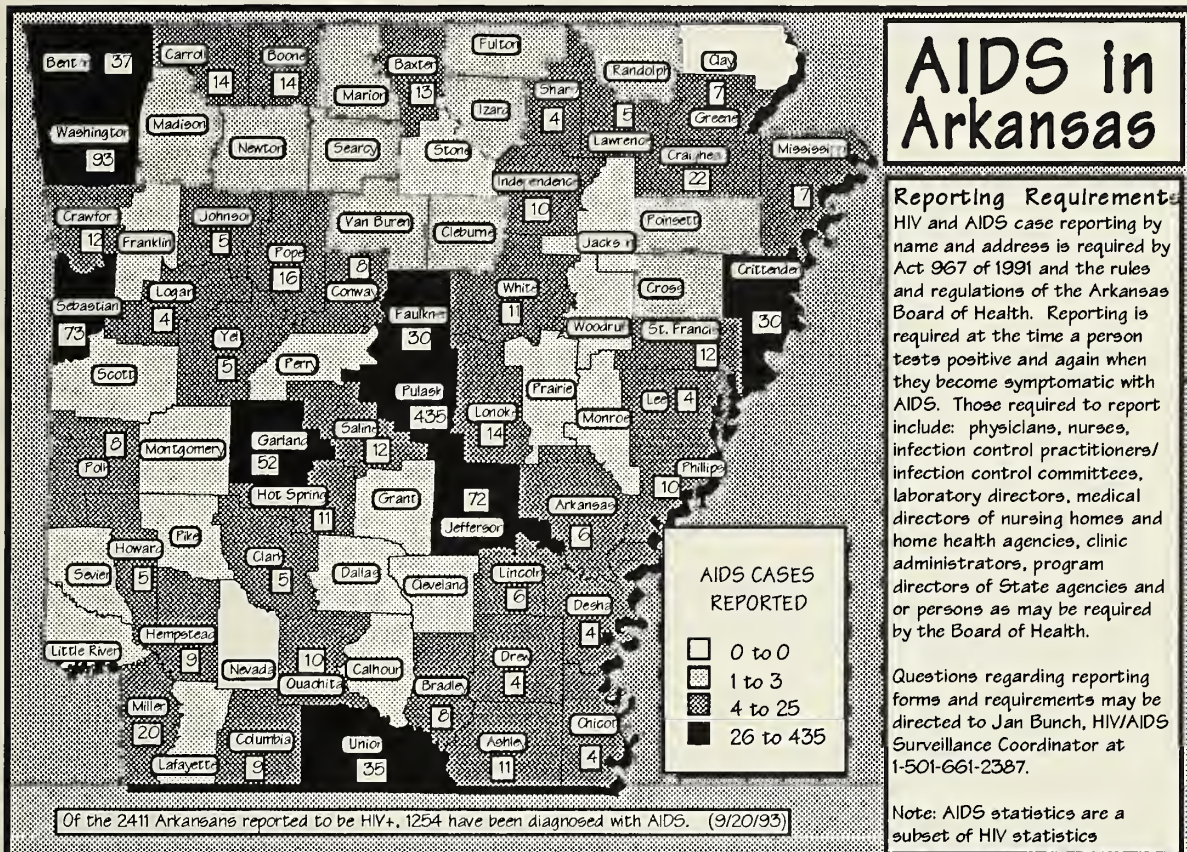 AIDS in
Arkansas
Carrol
Boone
Fulton
Clay
37
Baxter
Randolph
14
14
13
Shar
7
Izard
4
5
Greene
Madison
Washington
Lawrence
93
Newton
Searcy
Stone
22
Mississippi
Independence
7
Crawfor
Johnson
10
12
Franklin
5
Van Buren
Cleburne
Poinsett
Pope
8
16
Crittenden
Logan
Conway
White
Cross
Sebastian
4
Faulkner
11
30
73
30
Yell
Woodruf
St. Franci
12
Scott
5
Perry
Prairie
Pulask
Lee
4
435
Lonoke
Monroe
8
Garland
Saline
14
Montgomery
52
12
Polk
Phillips
Hot Spring
Grant
72
Arkansas
10
11
Jefferson
6
Pike
Howard
Clark
Sevier
5
5
Dallas
Cleveland
Lincoln
6
Desha
4
Hempstead
Little River
9
Nevada
10
Calhoun
Drew
Ouachita
Bradley
4
Miller
8
20
Columbia
Union
Ashley
Chicot
Lafayette
9
35
11
4
AIDS CASES
REPORTED
0 to 0
1 to 3
4 to 25
26 to 435
Of the 2411 Arkansans reported to be HIV+, 1254 have been diagnosed with AIDS. (9/20/93)
Reporting Requirements
HIV and AIDS case reporting by
name and address is required by
Act 967 of 1991 and the rules
and regulations of the Arkansas
Board of Health. Reporting is
required at the time a person
tests positive and again when
they become symptomatic with
AIDS. Those required to report
include: physicians, nurses,
infection control practitioners/
infection control committees,
laboratory directors, medical
directors of nursing homes and
home health agencies, clinic
administrators, program
directors of State agencies and
or persons as may be required
by the Board of Health.
Questions regarding reporting
forms and requirements may be
directed to Jan Bunch, HIV/AIDS
Surveillance Coordinator at
1-501-661-2387.
Note: AIDS statistics are a
subset of HIV statistics